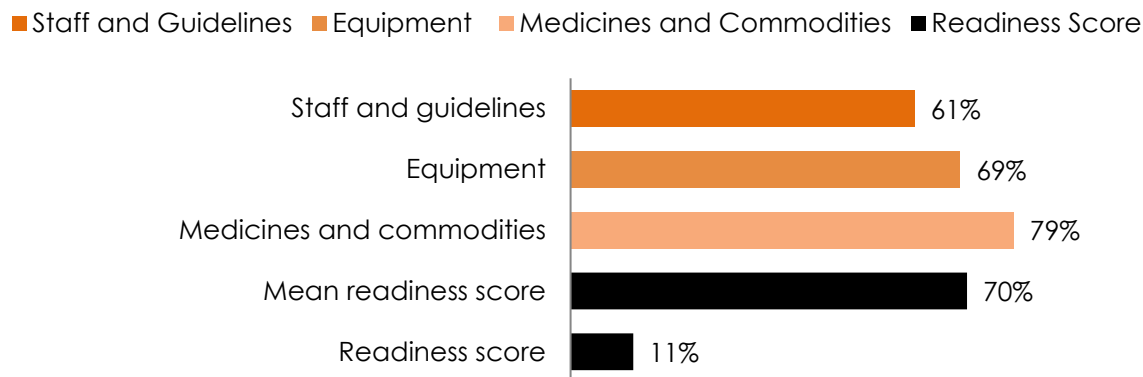 Staff and Guidelines Equipment Medicines and Commodities Readiness Score
Staff and guidelines 61%
Equipment 69%
Medicines and commodities 79%
Mean readiness score 70%
Readiness score 11%